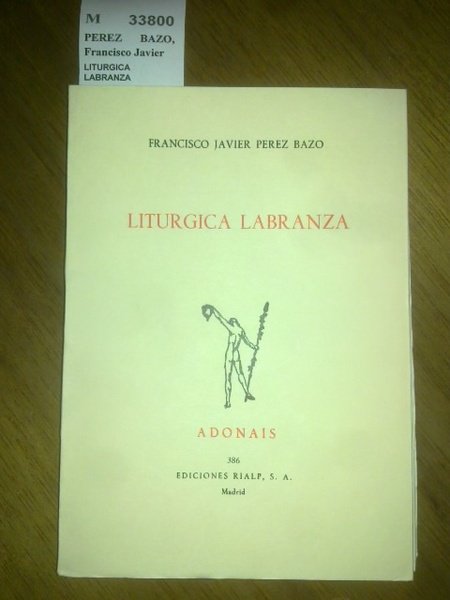 M 33800
PEREZ BAZO,
Francisco Javier
LITURGICA
LABRANZA
FRANCISCO JAVIER PEREZ BAZO
LITURGICA LABRANZA
ADONAIS
386
EDICIONES RIALP, S. A.
Madrid